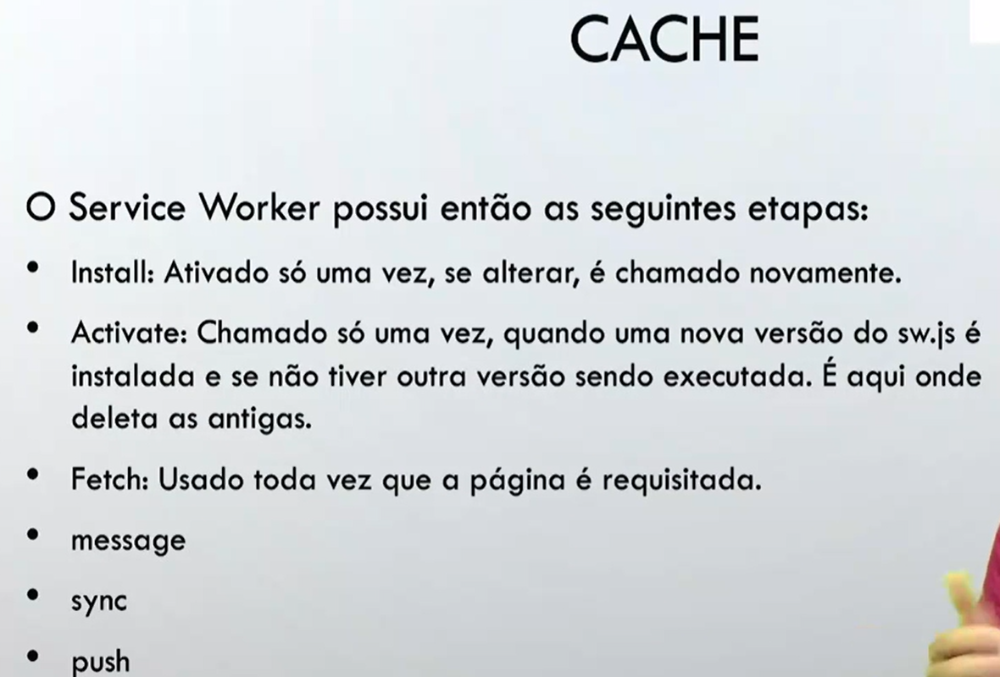 CACHE
O Service Worker possui então as seguintes etapas:
• Install: Ativado só uma vez, se alterar, é chamado novamente.
• Activate: Chamado só uma vez, quando uma nova versão do sw.js é
instalada e se não tiver outra versão sendo executada. É aqui onde
deleta as antigas.
• Fetch: Usado toda vez que a página é requisitada.
• message
• sync
• push